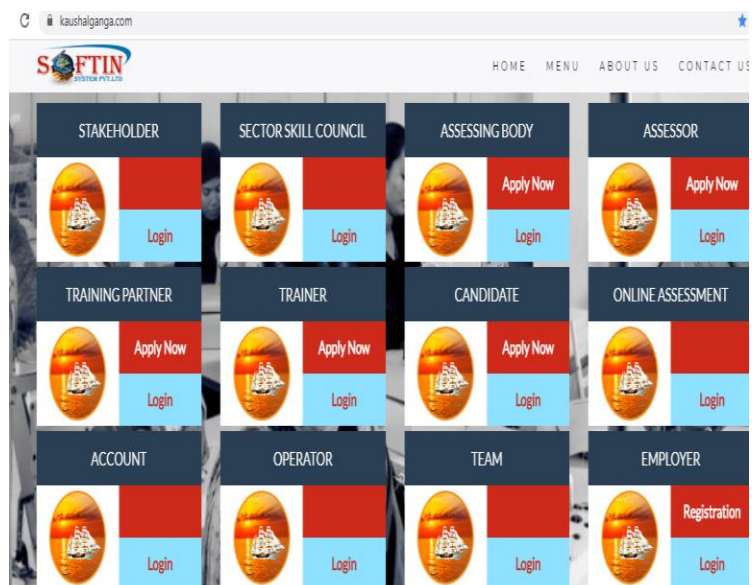 kaushalganga.com
SOFTIN
SYSTEM PVT.LTD
HOME MENU ABOUT US CONTACT US
STAKEHOLDER SECTOR SKILL COUNCIL ASSESSING BODY ASSESSOR
Apply Now Apply Now
Login Login Login Login
TRAINING PARTNER TRAINER CANDIDATE ONLINE ASSESSMENT
Apply Now Apply Now Apply Now
Login Login Login Login
ACCOUNT OPERATOR TEAM EMPLOYER
Registration
Login Login Login Login